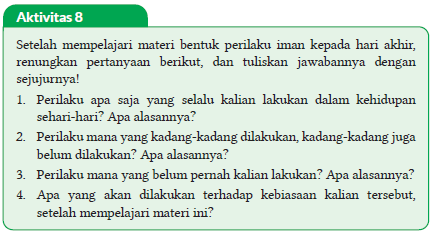 Aktivitas 8
Setelah mempelajari materi bentuk perilaku iman kepada hari akhir,
renungkan pertanyaan berikut, dan tuliskan jawabannya dengan
sejujurnya!
1. Perilaku apa saja yang selalu kalian lakukan dalam kehidupan
sehari-hari? Apa alasannya?
2. Perilaku mana yang kadang-kadang dilakukan, kadang-kadang juga
belum dilakukan? Apa alasannya?
3. Perilaku mana yang belum pernah kalian lakukan? Apa alasannya?
4. Apa yang akan dilakukan terhadap kebiasaan kalian tersebut,
setelah mempelajari materi ini?